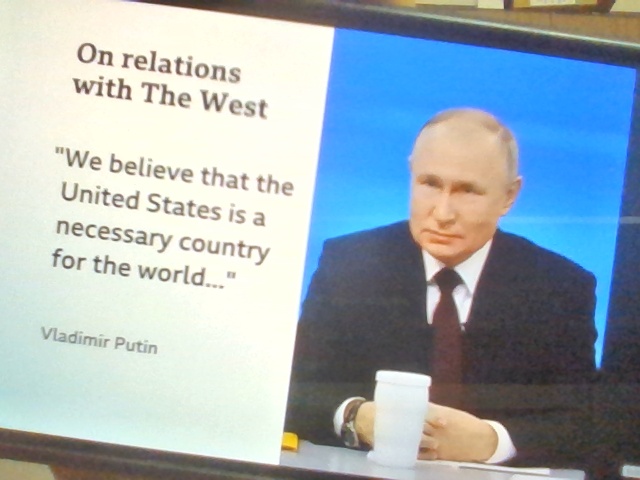 On relations
with The West
"We believe that the
United States is a
necessary country
for the world..."
Vladimir Putin